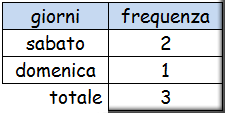 giorni frequenza
sabato 2
domenica 1
totale 3